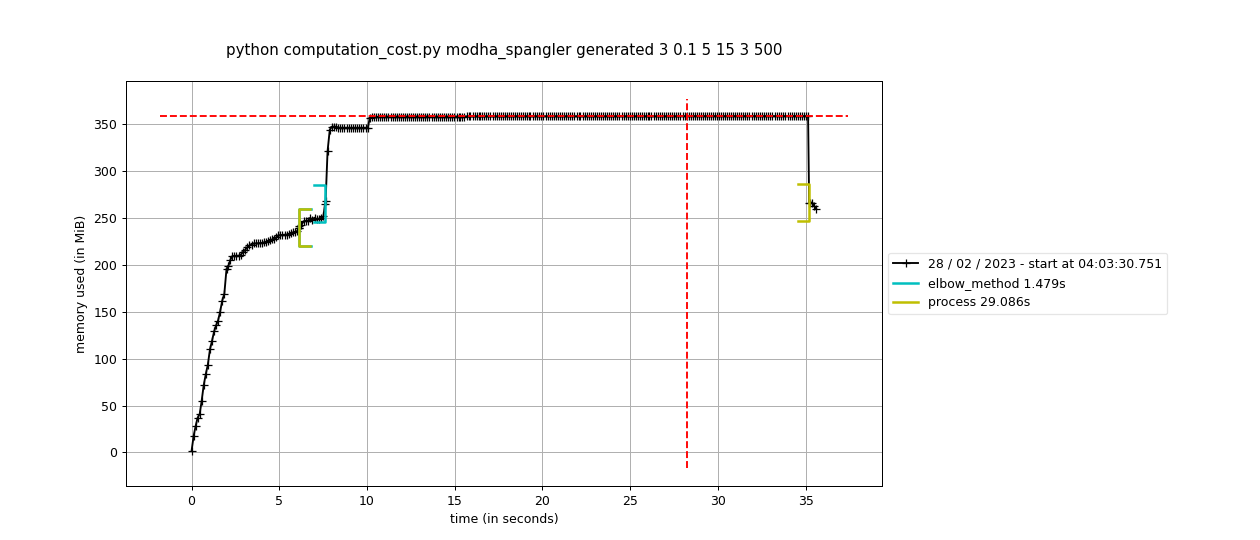 python computation_cost.py modha_spangler generated 3 0.1 5 15 3 500
memory used (in MiB)
350
300
250
200
150
100
50
0
0 5 10 15 20 25 30 35
time (in seconds)
28 / 02 / 2023 - start at 04:03:30.751
elbow_method 1.479s
process 29.086s